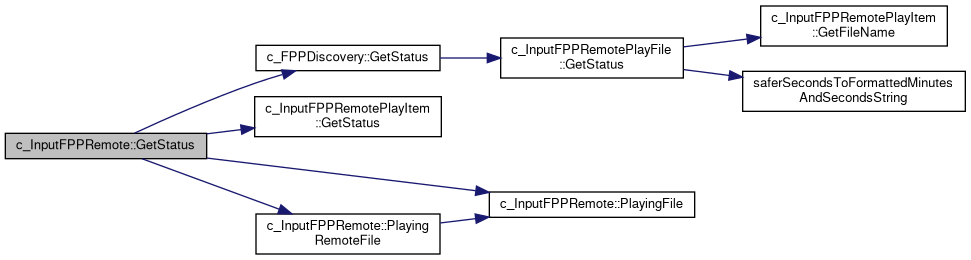 c_InputFPPRemote::GetStatus
c_FPPDiscovery::GetStatus
c_InputFPPRemotePlayFile
::GetStatus
c_InputFPPRemotePlayItem
::GetFileName
saferSecondsToFormattedMinutes
AndSecondsString
c_InputFPPRemotePlayItem
::GetStatus
c_InputFPPRemote::PlayingFile
c_InputFPPRemote::Playing
RemoteFile